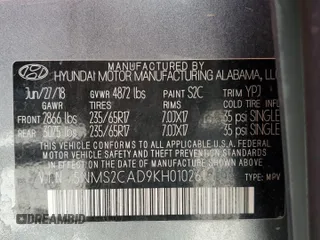 MANUFACTURED BY
HYUNDAI MOTOR MANUFACTURING ALABAMA, LLC
Jun/27/18 GVWR 4872 lbs PAINT S2C TRIM YPJ
GAWR TIRES RIMS
FRONT 2866 lbs 235/65R17 7.0JX17 35 psi SINGLE
REAR 3075 lbs 235/65R17 7.0JX17 35 psi SINGLE
THIS VEHICLE CONFORMS TO ALL APPLICABLE U.S.A. FEDERAL
MOTOR VEHICLE SAFETY, BUMPER AND
THEFT PREVENTION STANDARDS IN EFFECT ON THE
DATE OF MANUFACTURE SHOWN ABOVE.
TYPE: MPV
DREAMBID